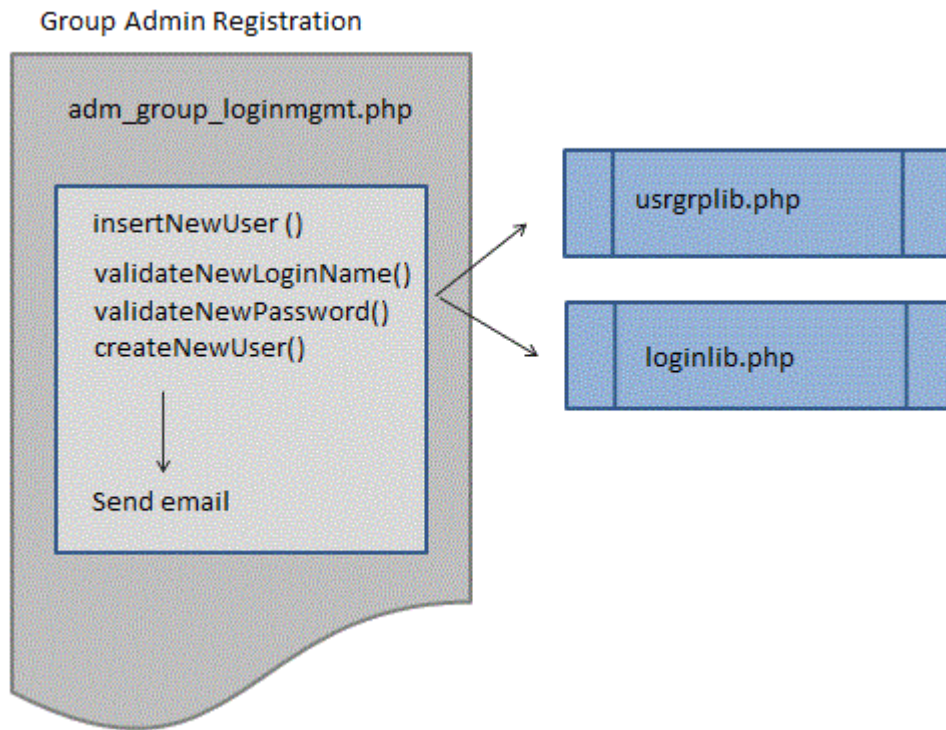 Group Admin Registration
adm_group_loginmgmt.php
insertNewUser ()
validateNewLoginName()
validateNewPassword()
createNewUser()
Send email
usrgrplib.php
loginlib.php